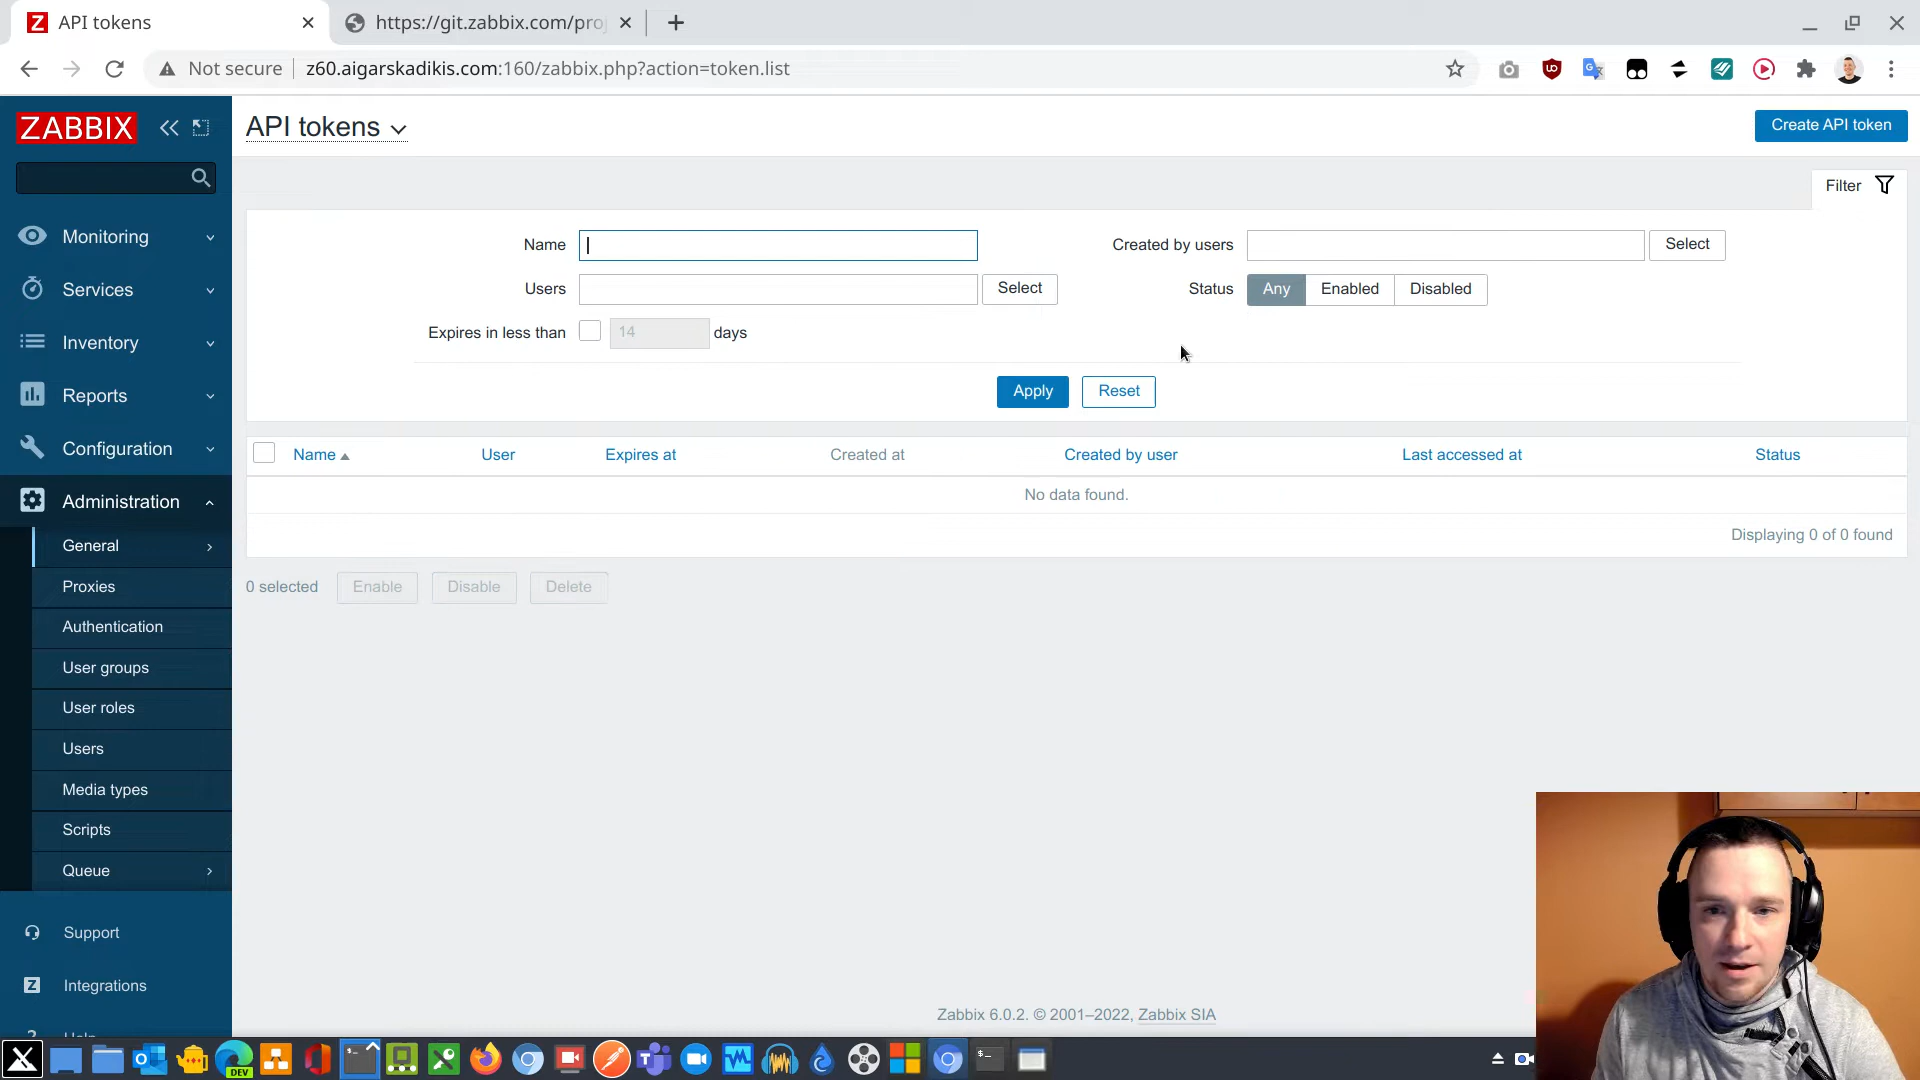 API tokens
https://git.zabbix.com/pro
Not secure
z60.aigarskadikis.com:160/zabbix.php?action=token.list
ZABBIX
API tokens
Create API token
Filter
Monitoring
Services
Inventory
Reports
Configuration
Administration
General
Proxies
Authentication
User groups
User roles
Users
Media types
Scripts
Queue
Support
Integrations
Name
Created by users
Select
Users
Select
Status
Any
Enabled
Disabled
Expires in less than
14
days
Apply
Reset
Name
User
Expires at
Created at
Created by user
Last accessed at
Status
No data found.
Displaying 0 of 0 found
0 selected
Enable
Disable
Delete
Zabbix 6.0.2. © 2001–2022, Zabbix SIA
DEV